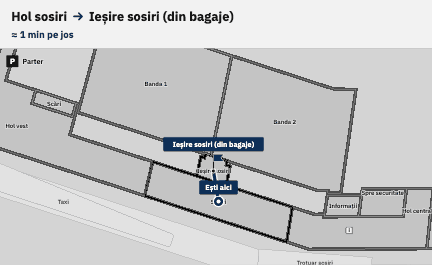 Hol sosiri → Ieșire sosiri (din bagaje)
≈ 1 min pe jos
P Parter
Banda 1
Scări
Banda 2
Hol vest
Ieșire sosiri (din bagaje)
Ești aici
Spre securitate
Taxi
Informații
Hol centra
i
Trotuar sosiri